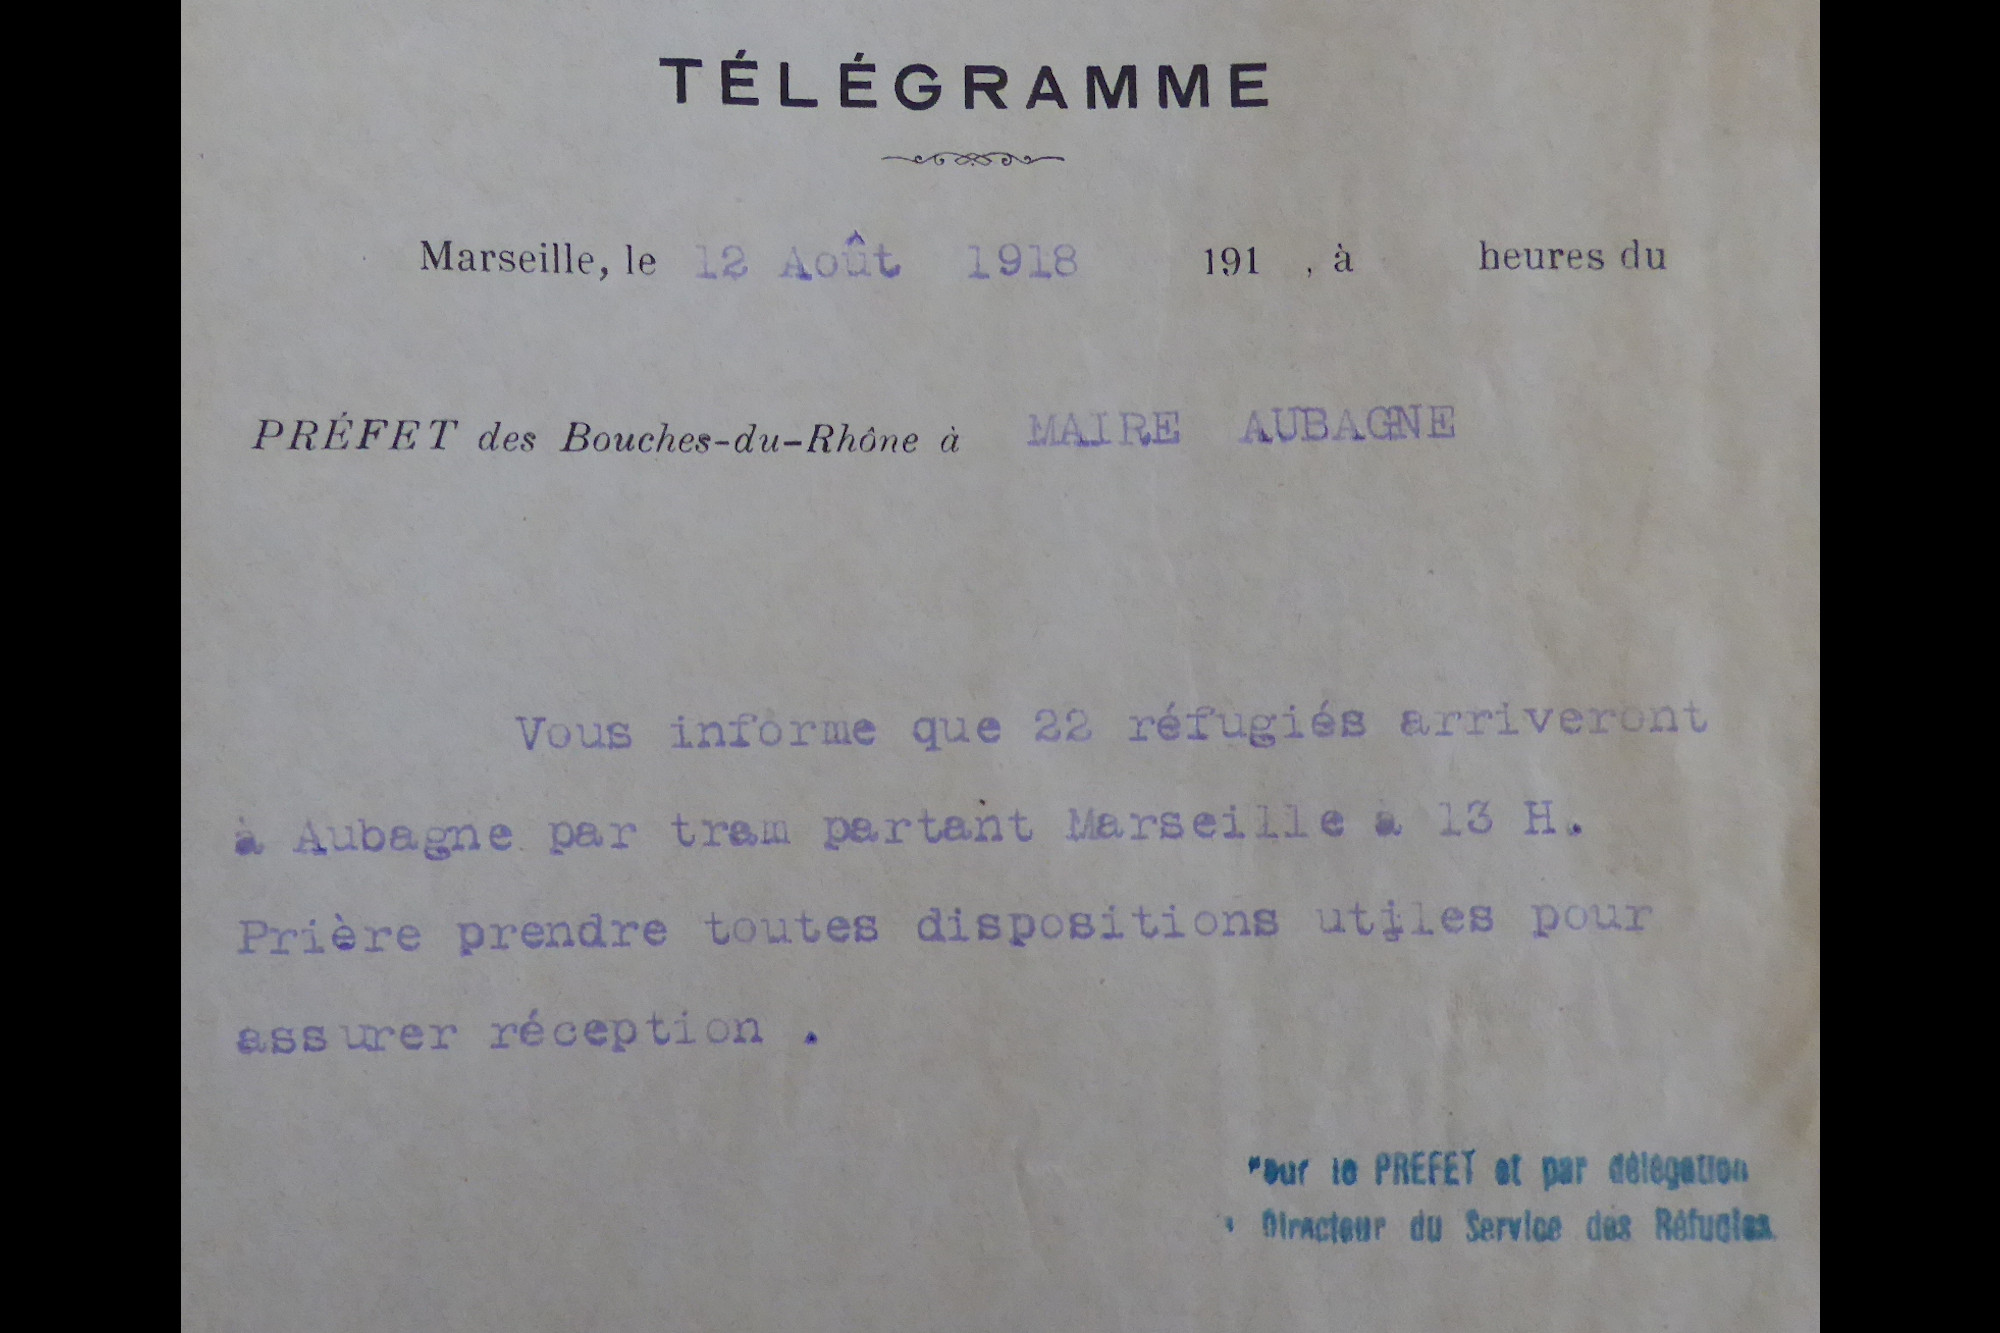 TÉLÉGRAMME
Marseille, le 12 Août 1918 191 , à heures du
PRÉFET des Bouches-du-Rhône à MAIRE AUBAGNE
Vous informe que 22 réfugiés arriveront
à Aubagne par tram partant Marseille à 13 H.
Prière prendre toutes dispositions utiles pour
assurer réception .
Pour le PREFET et par délégation
Directeur du Service des Réfugiés